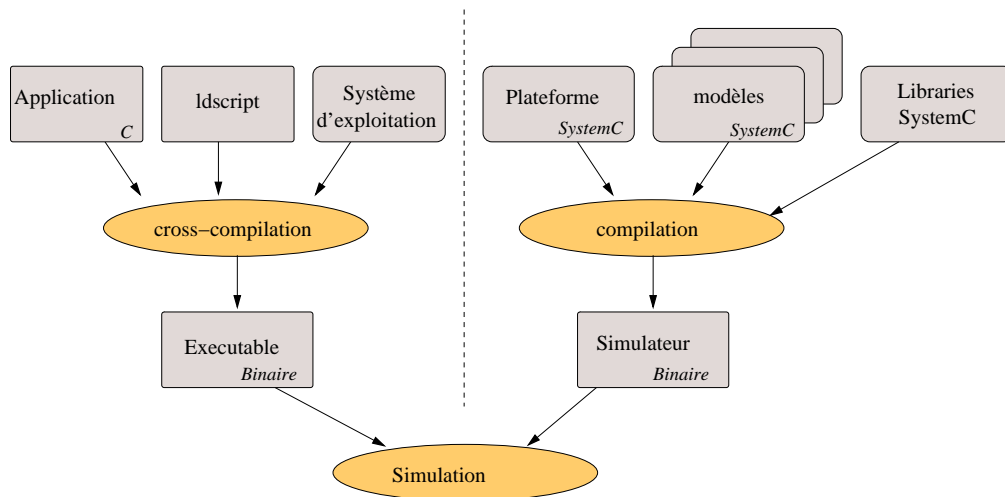 Application
C
ldscript
Système
d'exploitation
Plateforme
SystemC
modèles
SystemC
Libraries
SystemC
cross−compilation
compilation
Executable
Binaire
Simulateur
Binaire
Simulation